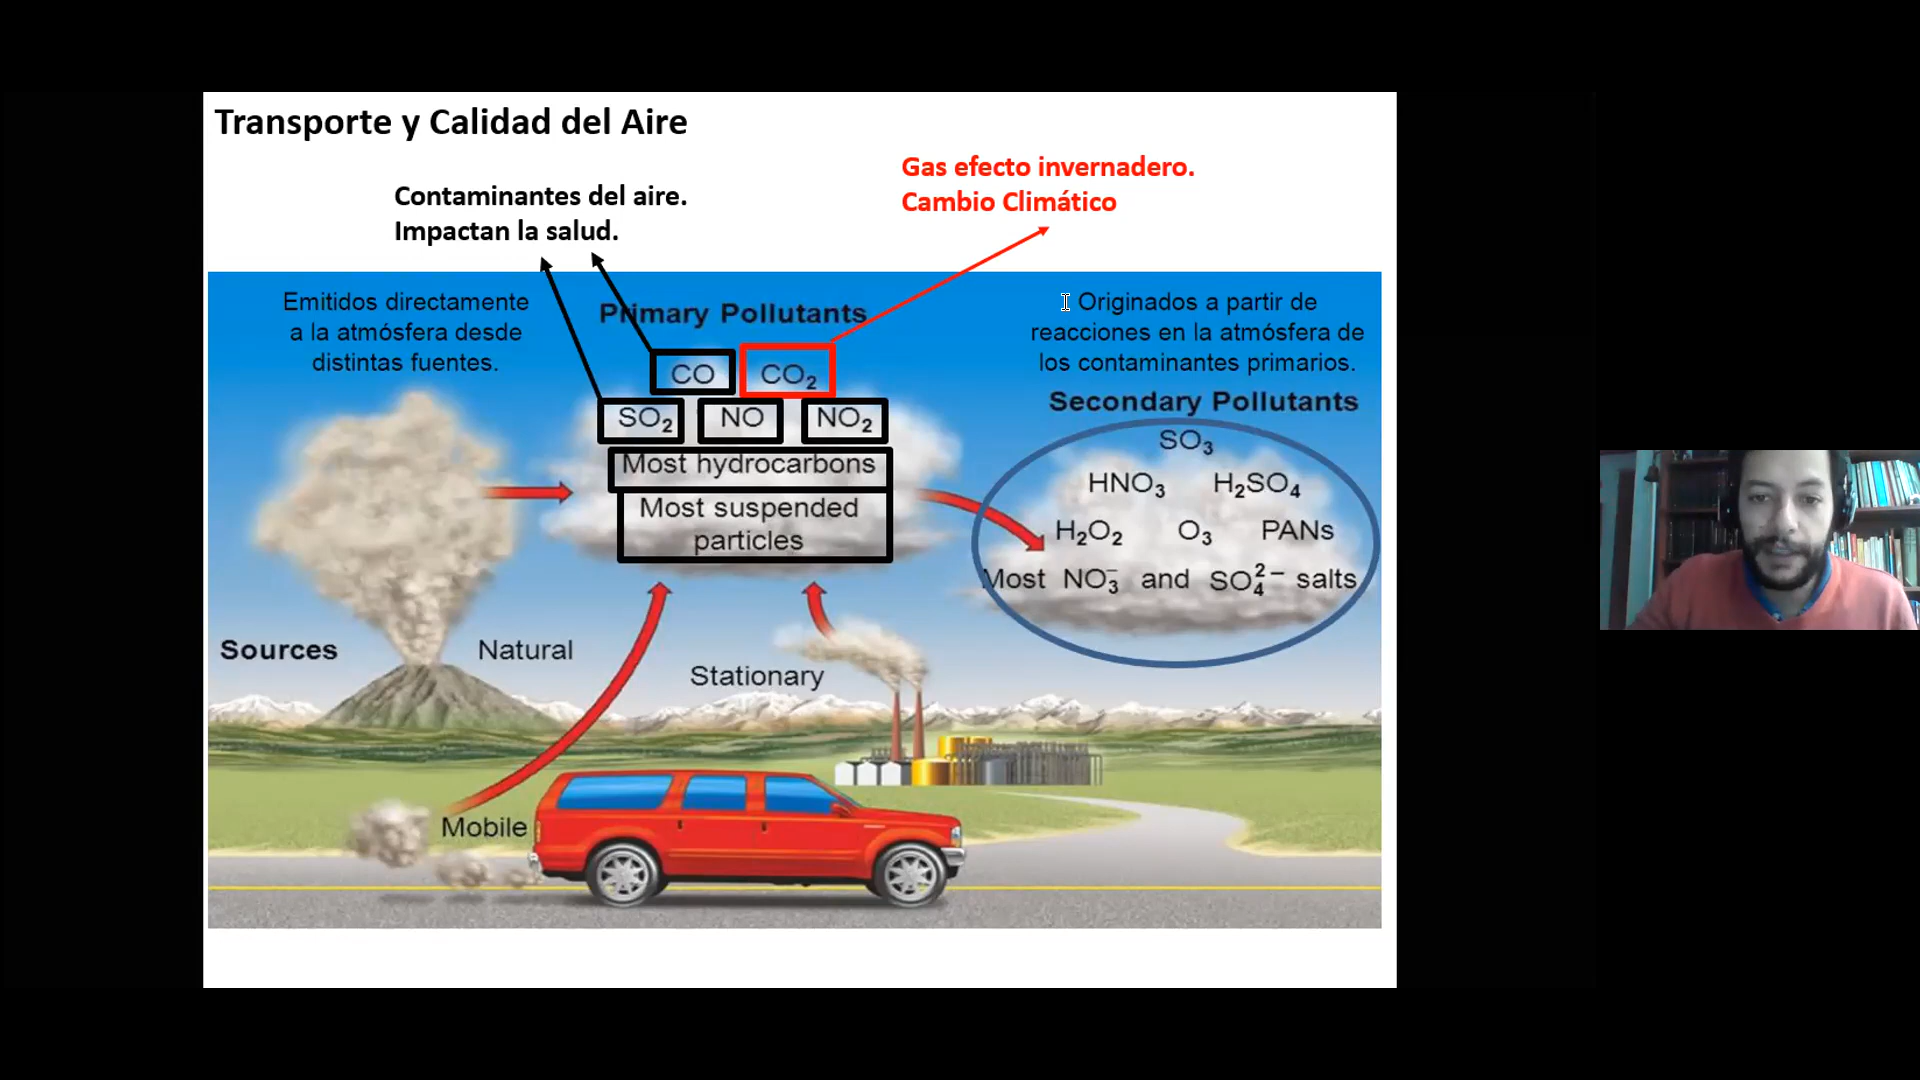 Transporte y Calidad del Aire
Contaminantes del aire.
Impactan la salud.
Gas efecto invernadero.
Cambio Climático
Emitidos directamente
a la atmósfera desde
distintas fuentes.
Primary Pollutants
CO
CO₂
SO₂
NO
NO₂
Most hydrocarbons
Most suspended
particles
Originados a partir de
reacciones en la atmósfera de
los contaminantes primarios.
Secondary Pollutants
SO₃
HNO₃ H₂SO₄
H₂O₂ O₃ PANs
Most NO₃⁻ and SO₄²⁻ salts
Sources
Natural
Stationary
Mobile